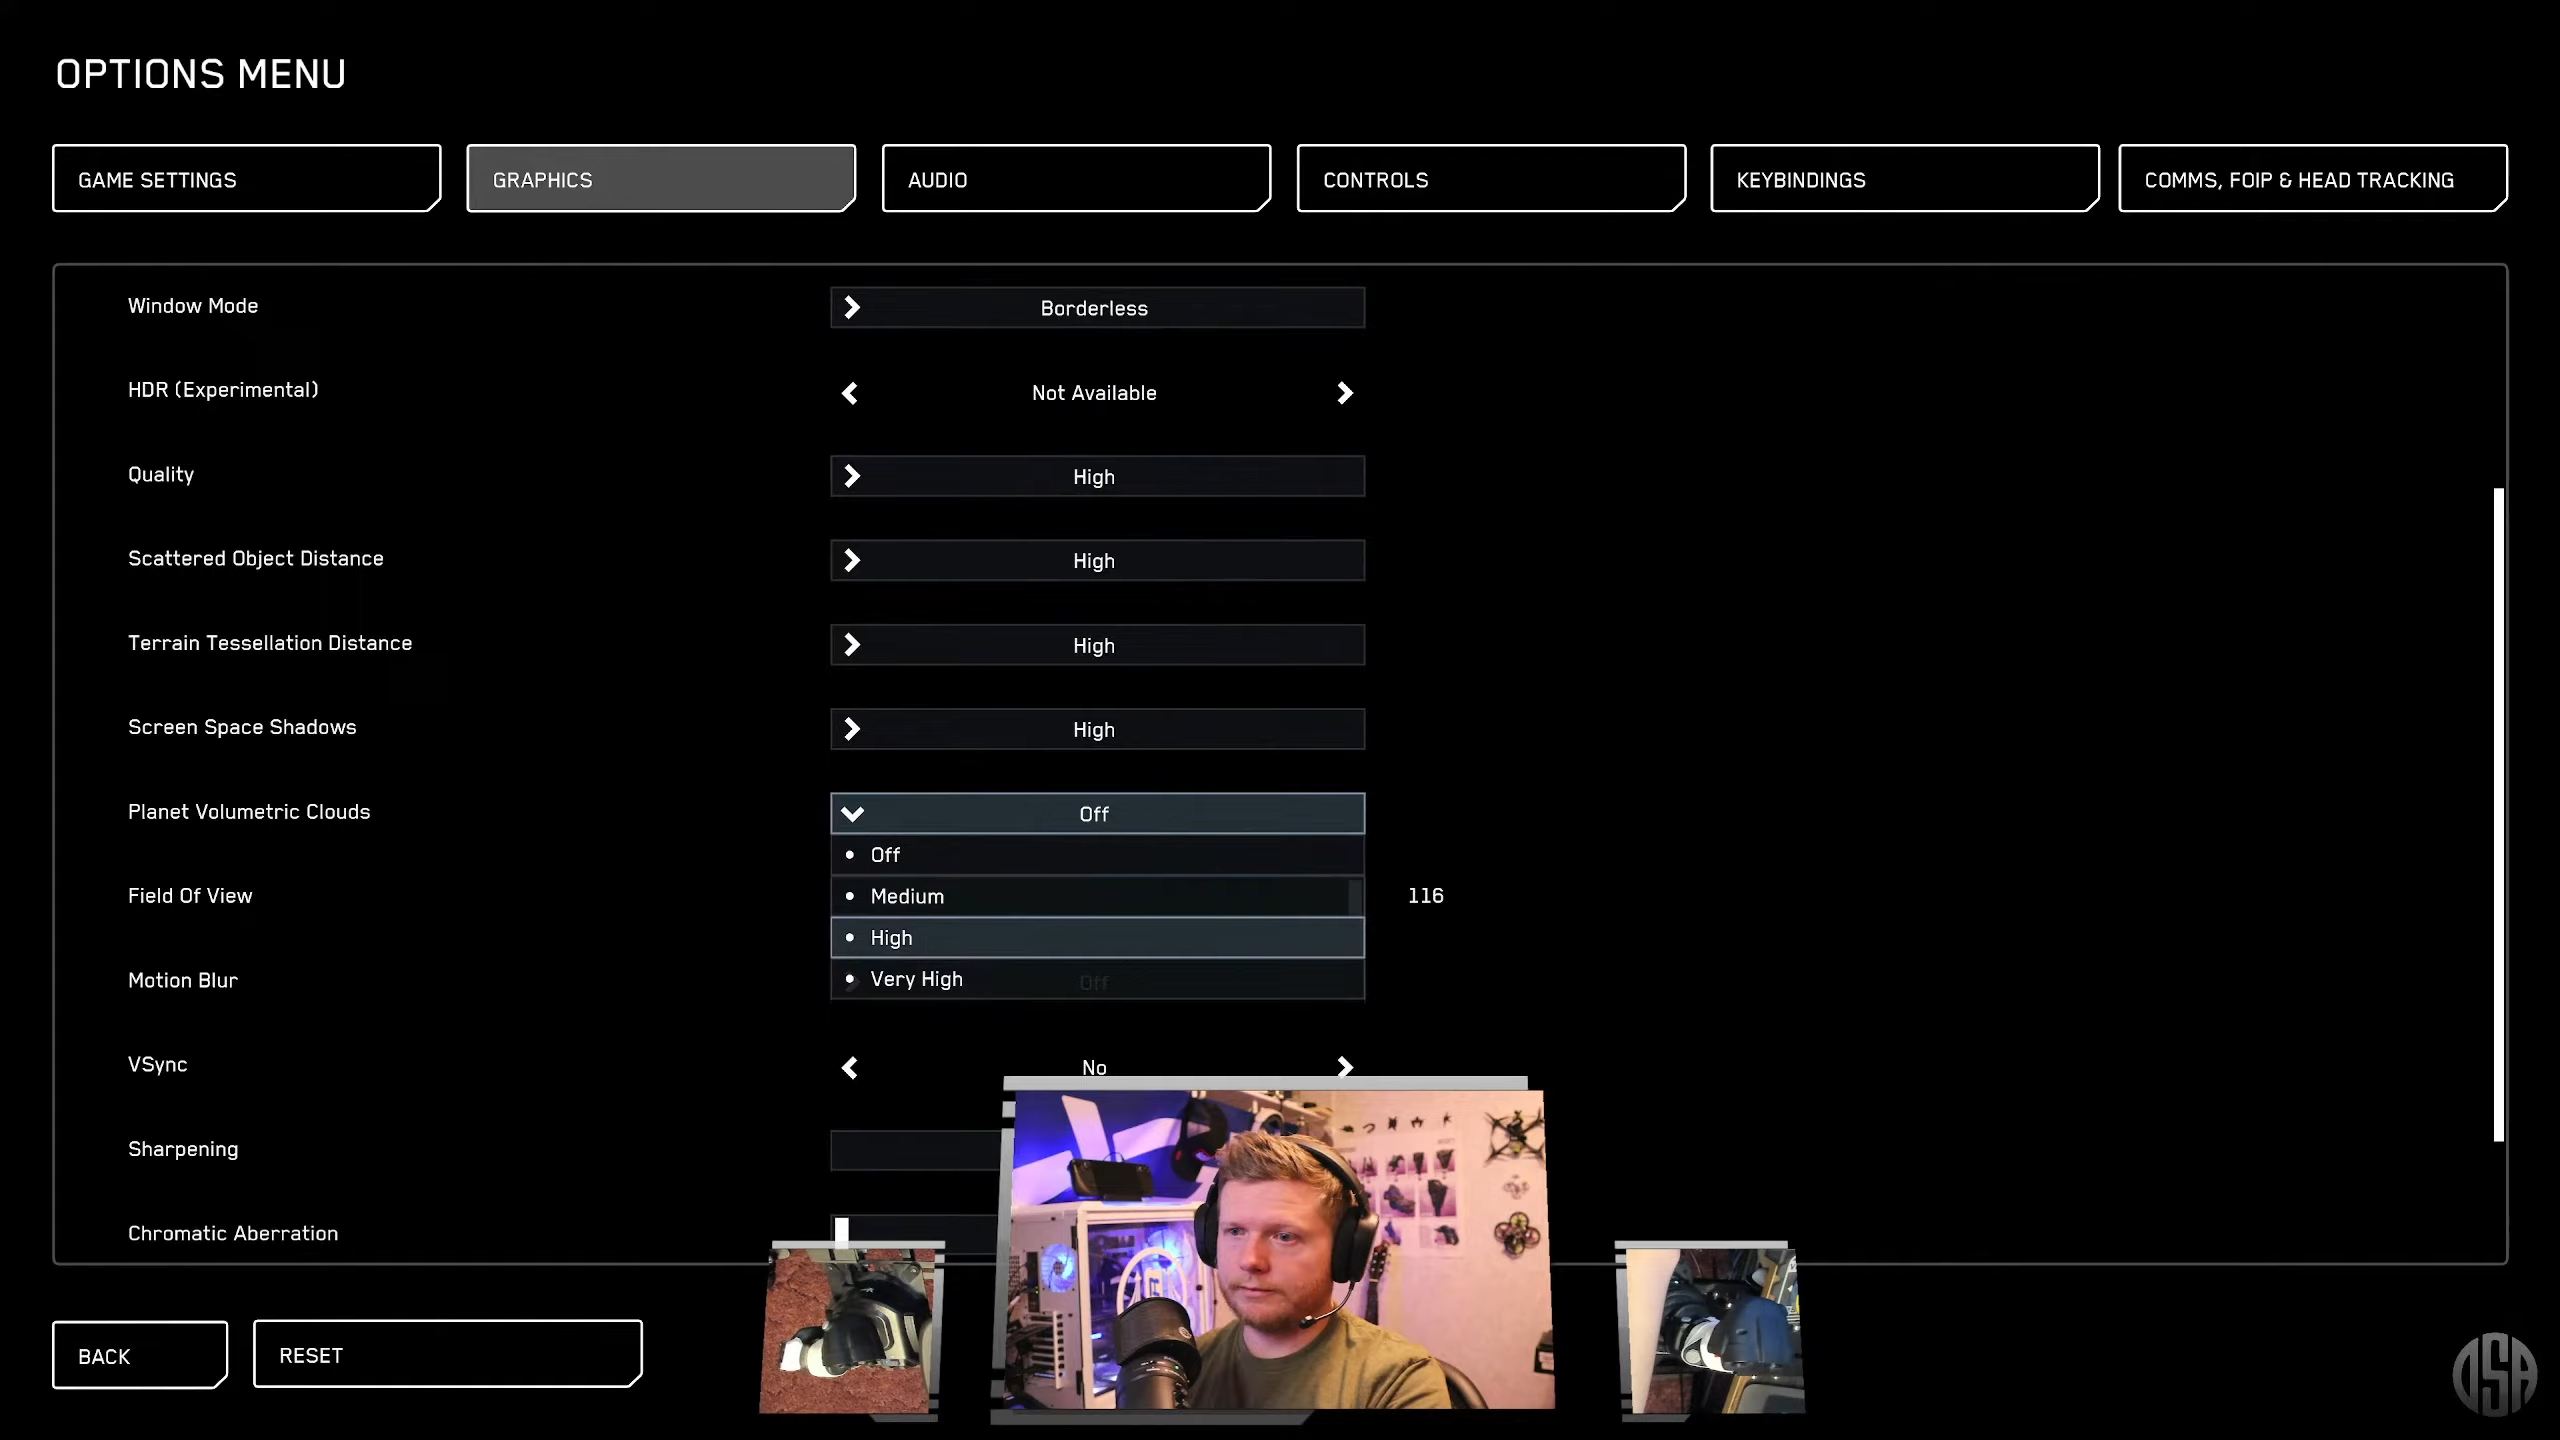 OPTIONS MENU
GAME SETTINGS
GRAPHICS
AUDIO
CONTROLS
KEYBINDINGS
COMMS, FOIP & HEAD TRACKING
Window Mode
Borderless
HDR (Experimental)
Not Available
Quality
High
Scattered Object Distance
High
Terrain Tessellation Distance
High
Screen Space Shadows
High
Planet Volumetric Clouds
Off
Off
Field Of View
Medium
116
High
Motion Blur
Very High
Off
VSync
No
Sharpening
Chromatic Aberration
BACK
RESET
OSA